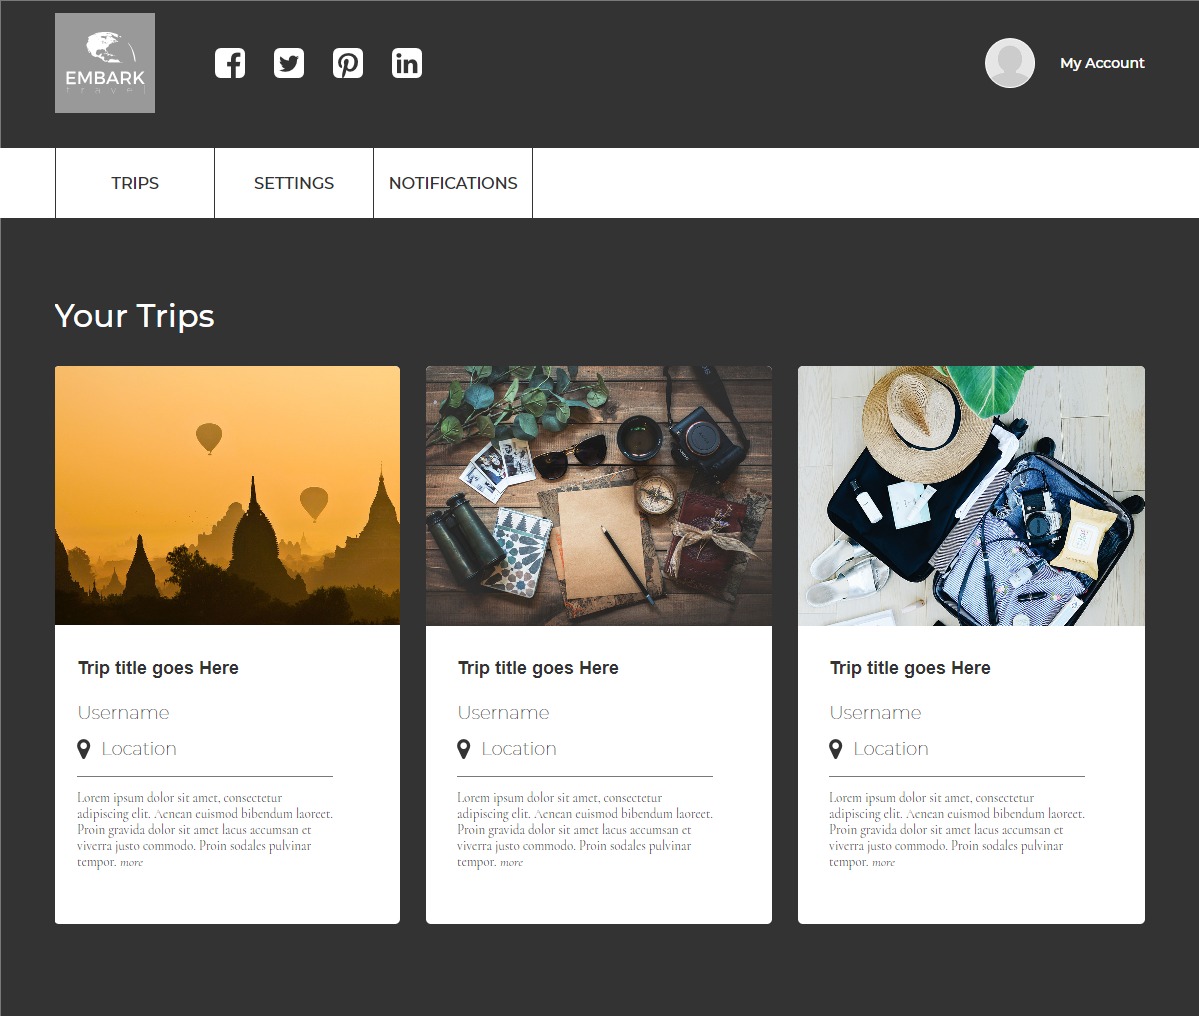 EMBARK
travel
My Account
TRIPS
SETTINGS
NOTIFICATIONS
Your Trips
Trip title goes Here
Username
Location
Lorem ipsum dolor sit amet, consectetur
adipiscing elit. Aenean euismod bibendum laoreet.
Proin gravida dolor sit amet lacus accumsan et
viverra justo commodo. Proin sodales pulvinar
tempor. more
Trip title goes Here
Username
Location
Lorem ipsum dolor sit amet, consectetur
adipiscing elit. Aenean euismod bibendum laoreet.
Proin gravida dolor sit amet lacus accumsan et
viverra justo commodo. Proin sodales pulvinar
tempor. more
Trip title goes Here
Username
Location
Lorem ipsum dolor sit amet, consectetur
adipiscing elit. Aenean euismod bibendum laoreet.
Proin gravida dolor sit amet lacus accumsan et
viverra justo commodo. Proin sodales pulvinar
tempor. more